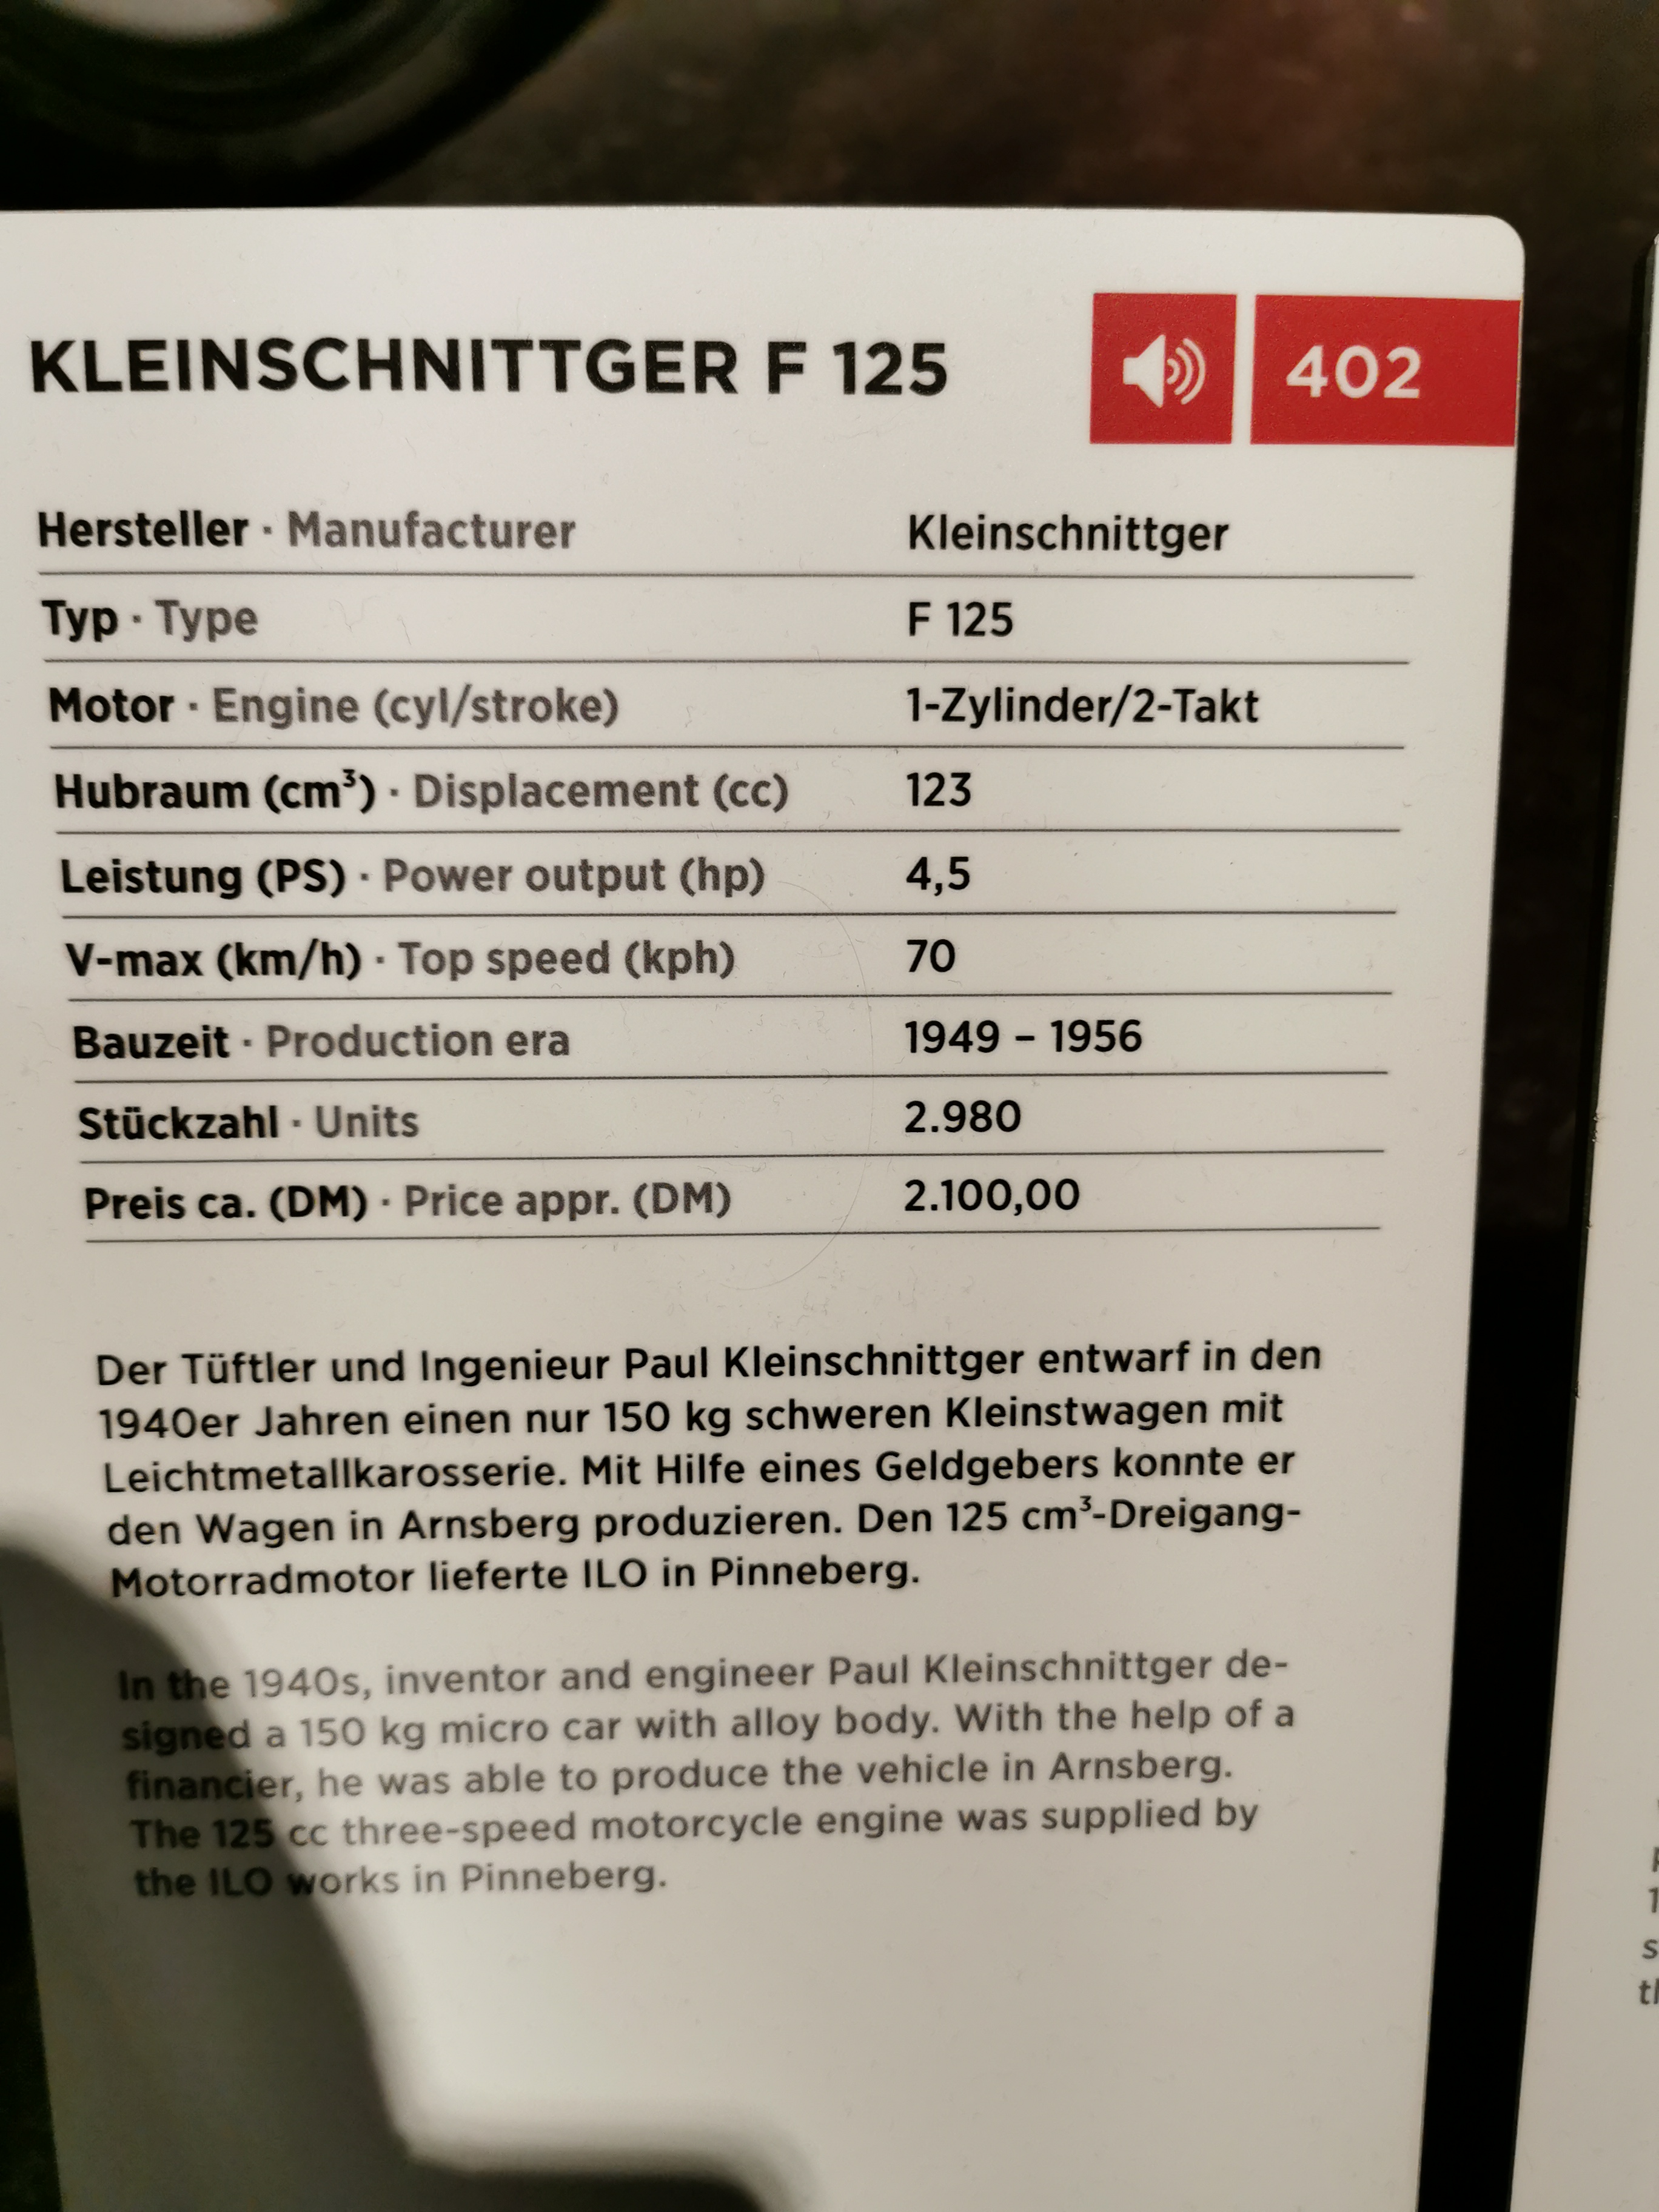 KLEINSCHNITTGER F 125
402
Hersteller · Manufacturer Kleinschnittger
Typ · Type F 125
Motor · Engine (cyl/stroke) 1-Zylinder/2-Takt
Hubraum (cm³) · Displacement (cc) 123
Leistung (PS) · Power output (hp) 4,5
V-max (km/h) · Top speed (kph) 70
Bauzeit · Production era 1949 – 1956
Stückzahl · Units 2.980
Preis ca. (DM) · Price appr. (DM) 2.100,00
Der Tüftler und Ingenieur Paul Kleinschnittger entwarf in den
1940er Jahren einen nur 150 kg schweren Kleinstwagen mit
Leichtmetallkarosserie. Mit Hilfe eines Geldgebers konnte er
den Wagen in Arnsberg produzieren. Den 125 cm³-Dreigang-
Motorradmotor lieferte ILO in Pinneberg.
In the 1940s, inventor and engineer Paul Kleinschnittger de-
signed a 150 kg micro car with alloy body. With the help of a
financier, he was able to produce the vehicle in Arnsberg.
The 125 cc three-speed motorcycle engine was supplied by
the ILO works in Pinneberg.